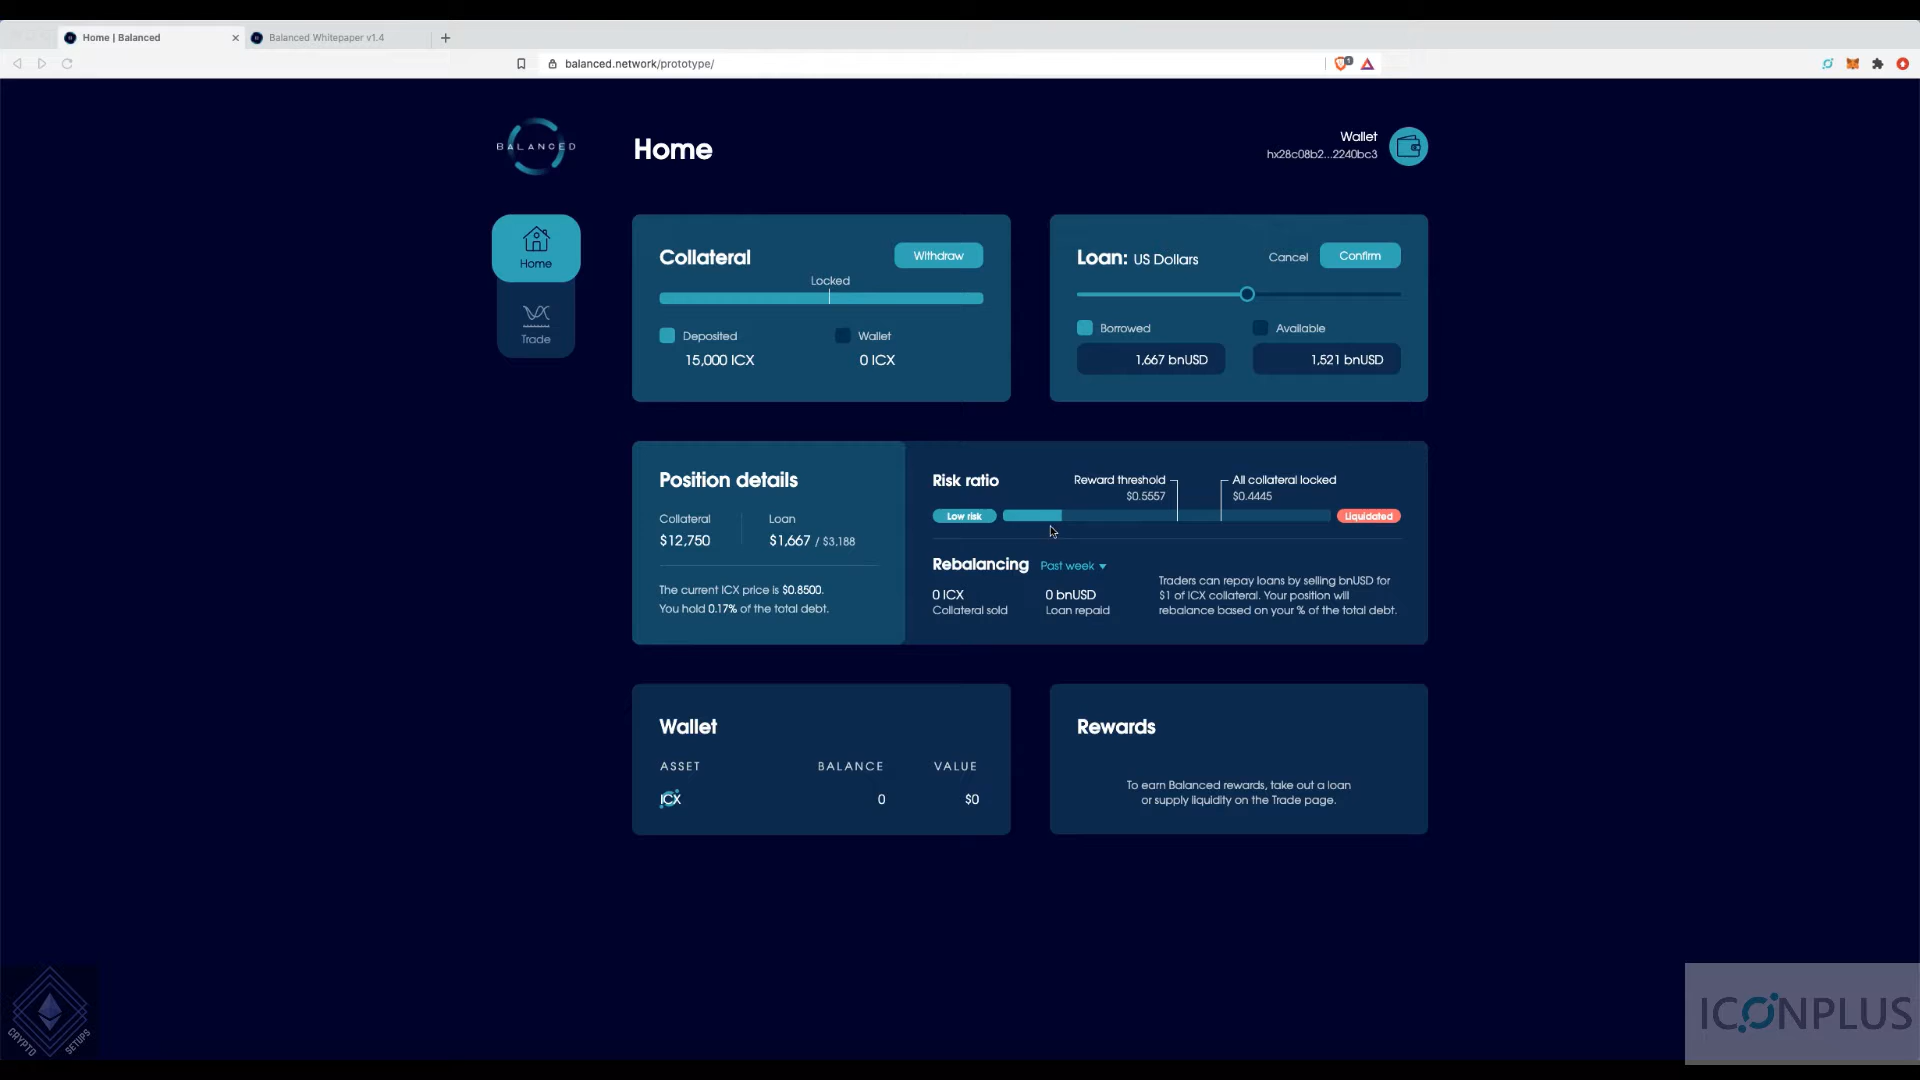 Home | Balanced
Balanced Whitepaper v1.4
balanced.network/prototype/
1
BALANCED
Home
Wallet
hx28c08b2...2240bc3
Home
Trade
Collateral
Withdraw
Locked
Deposited
Wallet
15,000 ICX
0 ICX
Loan: US Dollars
Cancel
Confirm
Borrowed
Available
1,667 bnUSD
1,521 bnUSD
Position details
Collateral
Loan
$12,750
$1,667 / $3,188
The current ICX price is $0.8500.
You hold 0.17% of the total debt.
Risk ratio
Reward threshold
$0.5557
All collateral locked
$0.4445
Low risk
Liquidated
Rebalancing
Past week
0 ICX
Collateral sold
0 bnUSD
Loan repaid
Traders can repay loans by selling bnUSD for
$1 of ICX collateral. Your position will
rebalance based on your % of the total debt.
Wallet
ASSET BALANCE VALUE
ICX 0 $0
Rewards
To earn Balanced rewards, take out a loan
or supply liquidity on the Trade page.
CRYPTO SETUPS
ICONPLUS